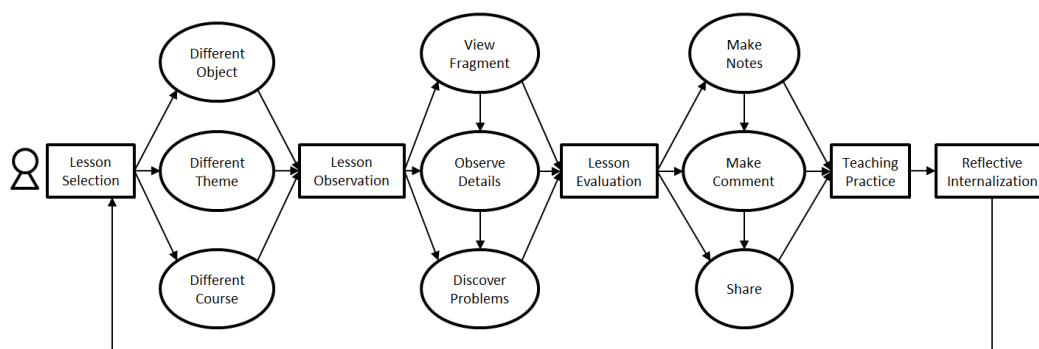 Lesson
Selection
Different
Object
Different
Theme
Different
Course
Lesson
Observation
View
Fragment
Observe
Details
Discover
Problems
Lesson
Evaluation
Make
Notes
Make
Comment
Share
Teaching
Practice
Reflective
Internalization